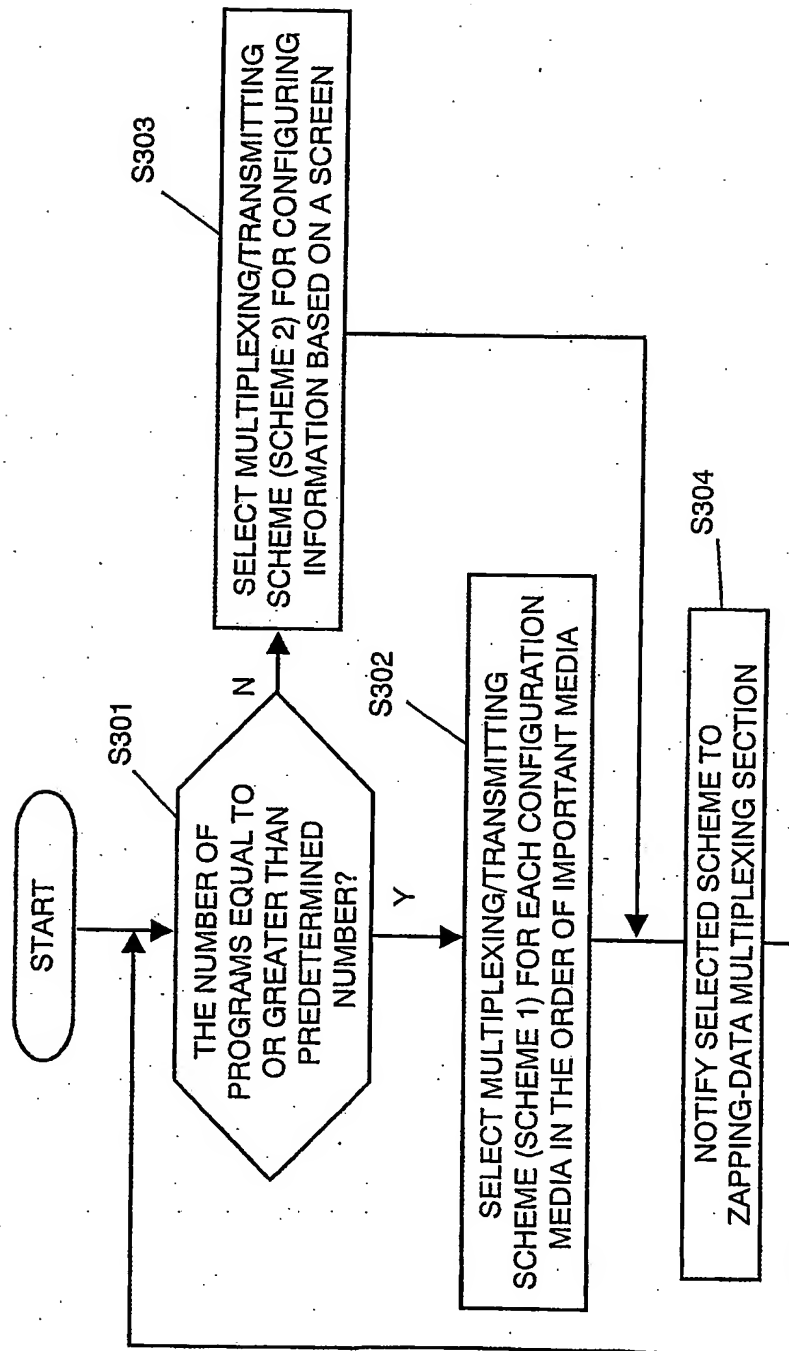 START
S301
THE NUMBER OF
PROGRAMS EQUAL TO
OR GREATER THAN
PREDETERMINED
NUMBER?
N
Y
S303
SELECT MULTIPLEXING/TRANSMITTING
SCHEME (SCHEME 2) FOR CONFIGURING
INFORMATION BASED ON A SCREEN
S302
SELECT MULTIPLEXING/TRANSMITTING
SCHEME (SCHEME 1) FOR EACH CONFIGURATION
MEDIA IN THE ORDER OF IMPORTANT MEDIA
S304
NOTIFY SELECTED SCHEME TO
ZAPPING-DATA MULTIPLEXING SECTION